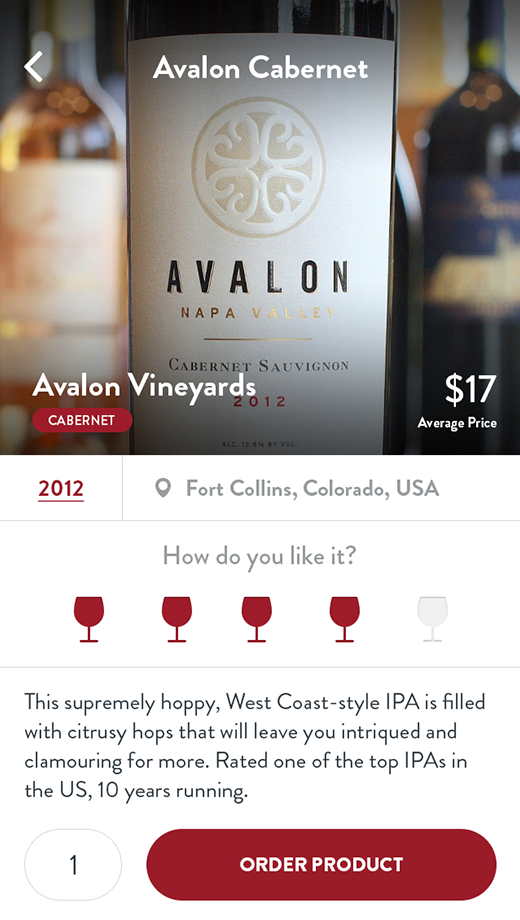 Avalon Cabernet
AVALON
NAPA VALLEY
CABERNET SAUVIGNON
2012
ALC. 13.8% BY VOL.
Avalon Vineyards
CABERNET
$17
Average Price
2012
Fort Collins, Colorado, USA
How do you like it?
This supremely hoppy, West Coast-style IPA is filled
with citrusy hops that will leave you intriqued and
clamouring for more. Rated one of the top IPAs in
the US, 10 years running.
1
ORDER PRODUCT